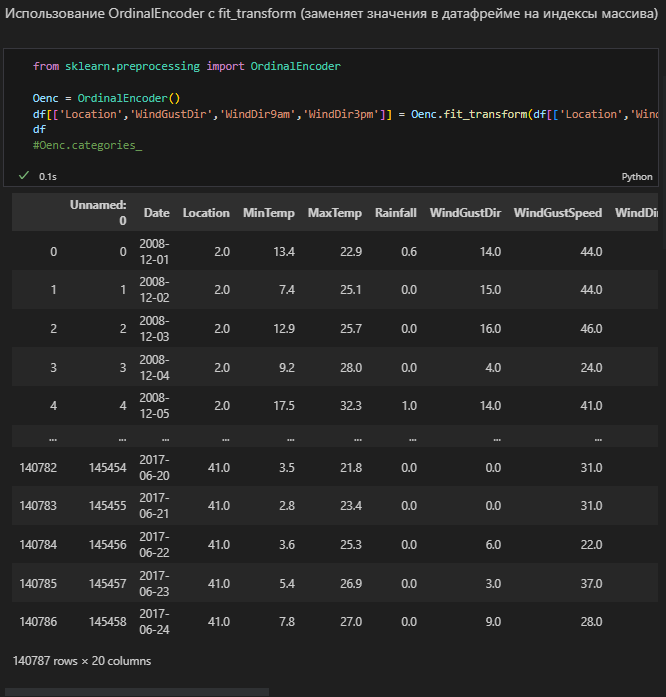 Использование OrdinalEncoder с fit_transform (заменяет значения в датафрейме на индексы массива)
from sklearn.preprocessing import OrdinalEncoder
Oenc = OrdinalEncoder()
df[['Location','WindGustDir','WindDir9am','WindDir3pm']] = Oenc.fit_transform(df[['Location','Wind
df
#Oenc.categories_
0.1s Python
Unnamed: 0 Date Location MinTemp MaxTemp Rainfall WindGustDir WindGustSpeed WindDi
0 0 2008-12-01 2.0 13.4 22.9 0.6 14.0 44.0
1 1 2008-12-02 2.0 7.4 25.1 0.0 15.0 44.0
2 2 2008-12-03 2.0 12.9 25.7 0.0 16.0 46.0
3 3 2008-12-04 2.0 9.2 28.0 0.0 4.0 24.0
4 4 2008-12-05 2.0 17.5 32.3 1.0 14.0 41.0
... ... ... ... ... ... ... ... ...
140782 145454 2017-06-20 41.0 3.5 21.8 0.0 0.0 31.0
140783 145455 2017-06-21 41.0 2.8 23.4 0.0 0.0 31.0
140784 145456 2017-06-22 41.0 3.6 25.3 0.0 6.0 22.0
140785 145457 2017-06-23 41.0 5.4 26.9 0.0 3.0 37.0
140786 145458 2017-06-24 41.0 7.8 27.0 0.0 9.0 28.0
140787 rows × 20 columns